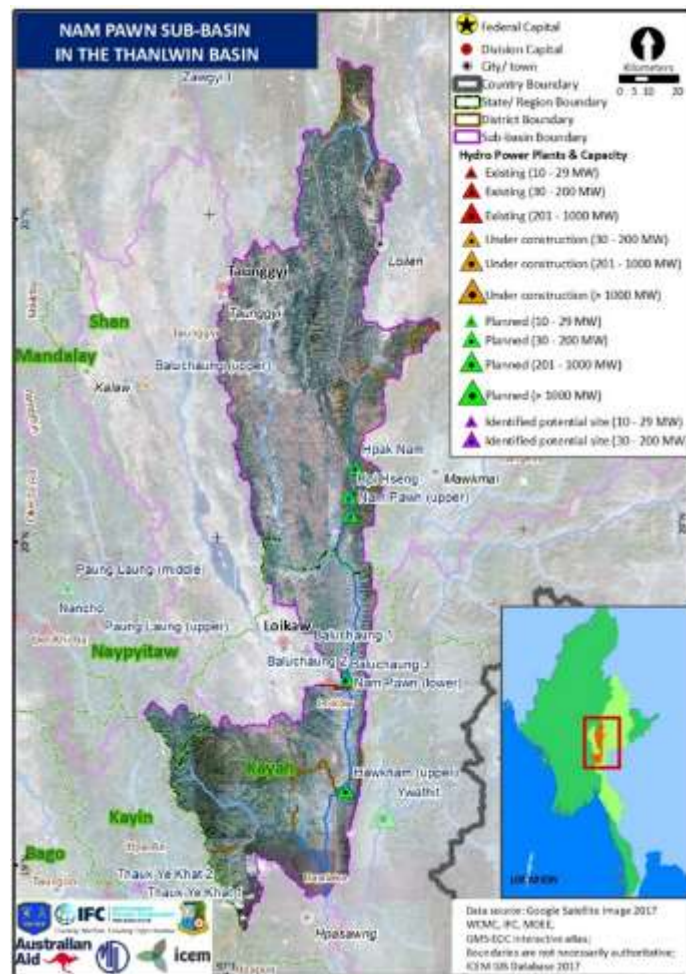 NAM PAWN SUB-BASIN
IN THE THANLWIN BASIN
Federal Capital
Division Capital
City/ town
Country Boundary
State/ Region Boundary
District Boundary
Sub-basin Boundary
Kilometers
0 5 10 20
Hydro Power Plants & Capacity
Existing (10 - 29 MW)
Existing (30 - 200 MW)
Existing (201 - 1000 MW)
Under construction (30 - 200 MW)
Under construction (201 - 1000 MW)
Under construction (> 1000 MW)
Planned (10 - 29 MW)
Planned (30 - 200 MW)
Planned (201 - 1000 MW)
Planned (> 1000 MW)
Identified potential site (10 - 29 MW)
Identified potential site (30 - 200 MW)
Zawgyi I
21°N
Loilen
Taunggyi
Taunggyi
Taunggyi
Shan
Mandalay
Baluchaung (upper)
Kalaw
Hpak Nam
Nam Pawn (upper)
Mawkmai
20°N
20°N
Paung Laung (middle)
Nancho
Paung Laung (upper)
Naypyitaw
Loikaw
Baluchaung 1
Baluchaung 2
Baluchaung 3
Nam Pawn (lower)
Loikaw
Kayah
Hawkham (upper)
Ywathit
Kayin
Bago
19°N
Thauk Ye Khat 2
Thauk Ye Khat 1
Hpasawng
LOCATION
IFC
Australian
Aid
icem
Data source: Google Satellite Image 2017
WCMC, IFC, MOEE,
GMS-EOC interactive atlas;
Boundaries are not necessarily authoritative;
ICEM GIS Database 2017